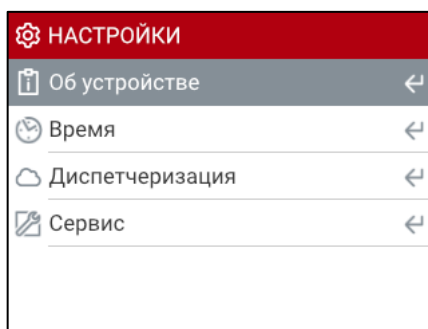 НАСТРОЙКИ
Об устройстве
Время
Диспетчеризация
Сервис